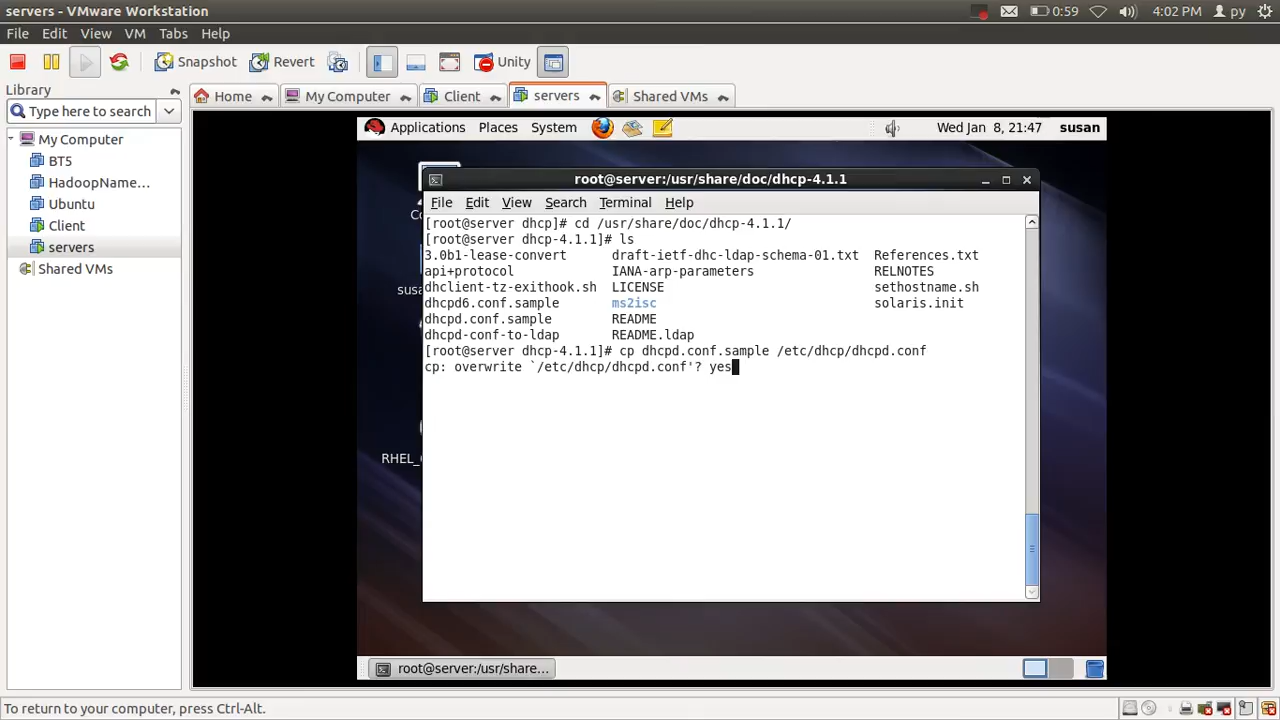 servers - VMware Workstation
0:59 4:02 PM py
File Edit View VM Tabs Help
Snapshot Revert Unity
Library
Type here to search
My Computer
BT5
HadoopName...
Ubuntu
Client
servers
Shared VMs
Home My Computer Client servers Shared VMs
Applications Places System Wed Jan 8, 21:47 susan
root@server:/usr/share/doc/dhcp-4.1.1
File Edit View Search Terminal Help
[root@server dhcp]# cd /usr/share/doc/dhcp-4.1.1/
[root@server dhcp-4.1.1]# ls
3.0b1-lease-convert draft-ietf-dhc-ldap-schema-01.txt References.txt
api+protocol IANA-arp-parameters RELNOTES
dhclient-tz-exithook.sh LICENSE sethostname.sh
dhcpd6.conf.sample ms2isc solaris.init
dhcpd.conf.sample README
dhcpd-conf-to-ldap README.ldap
[root@server dhcp-4.1.1]# cp dhcpd.conf.sample /etc/dhcp/dhcpd.conf
cp: overwrite `/etc/dhcp/dhcpd.conf'? yes
Co
susa
RHEL_
root@server:/usr/share...
To return to your computer, press Ctrl-Alt.